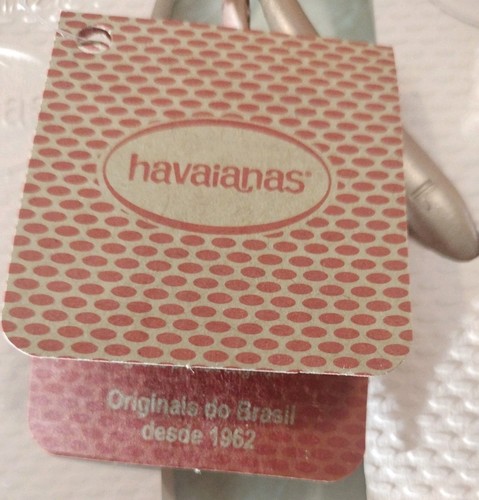 havaianas®
Originais do Brasil
desde 1962